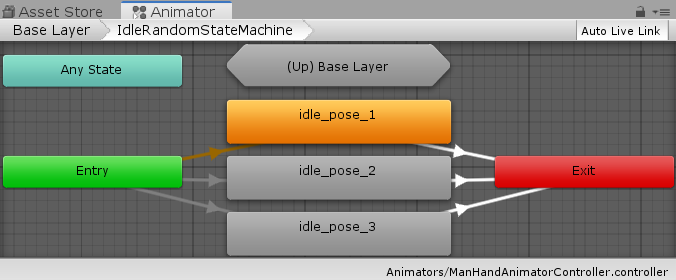 Asset Store Animator
Base Layer IdleRandomStateMachine Auto Live Link
Any State (Up) Base Layer
idle_pose_1
Entry idle_pose_2 Exit
idle_pose_3
Animators/ManHandAnimatorController.controller